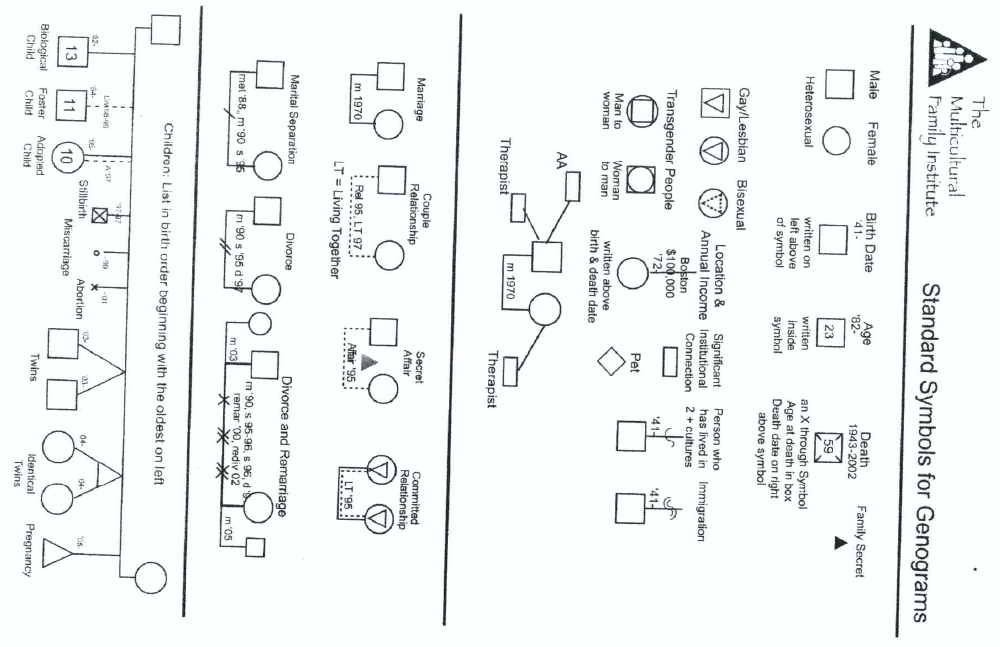 The
Multicultural
Family Institute
Standard Symbols for Genograms
Male
Female
Heterosexual
Birth Date
'41-
written on
left above
of symbol
Age
'82-
23
written
inside
symbol
Death
1943-2002
59
an X through Symbol
Age at death in box
Death date on right
above symbol
Family Secret
Gay/Lesbian
Bisexual
Transgender People
Man to
woman
Woman
to man
Location &
Annual Income
Boston
$100,000
'72-
written above
birth & death date
Significant
Institutional
Connection
Pet
Person who
has lived in
2 + cultures
'41-
Immigration
'41-
AA
Therapist
m 1970
Therapist
Marriage
m 1970
Couple
Relationship
Rel 95, LT 97
LT = Living Together
Secret
Affair
Affair '95
Committed
Relationship
LT '95
Marital Separation
met '88, m '90 s '95
Divorce
m '90 s '95 d '97
Divorce and Remarriage
m '03
m '90, s 95-96, s 96, d '97
remar '00, rediv '02
m '05
Children: List in birth order beginning with the oldest on left
'92-
13
Biological
Child
'94-
11
Foster
Child
'95-
A '97
10
Adopted
Child
'97-'97
Stillbirth
'99
Miscarriage
'01
Abortion
'03-
'03-
Twins
'04-
'04-
Identical
Twins
'05-
Pregnancy